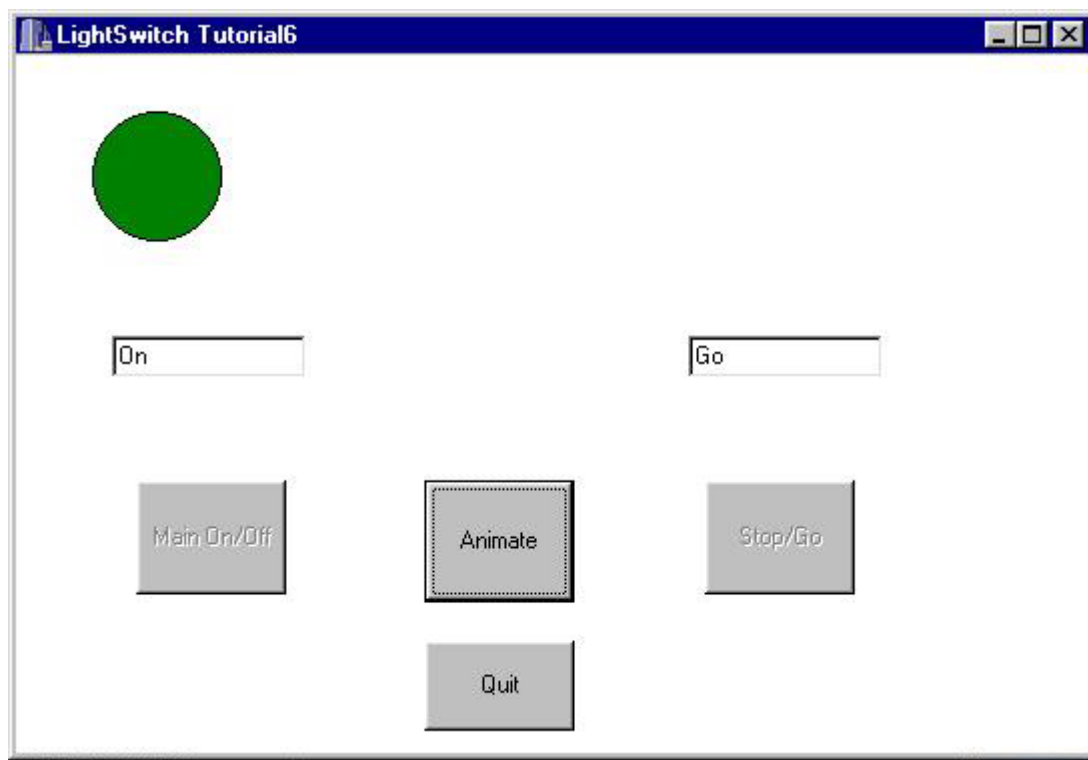 LightSwitch Tutorial6
On
Go
Main On/Off
Animate
Stop/Go
Quit